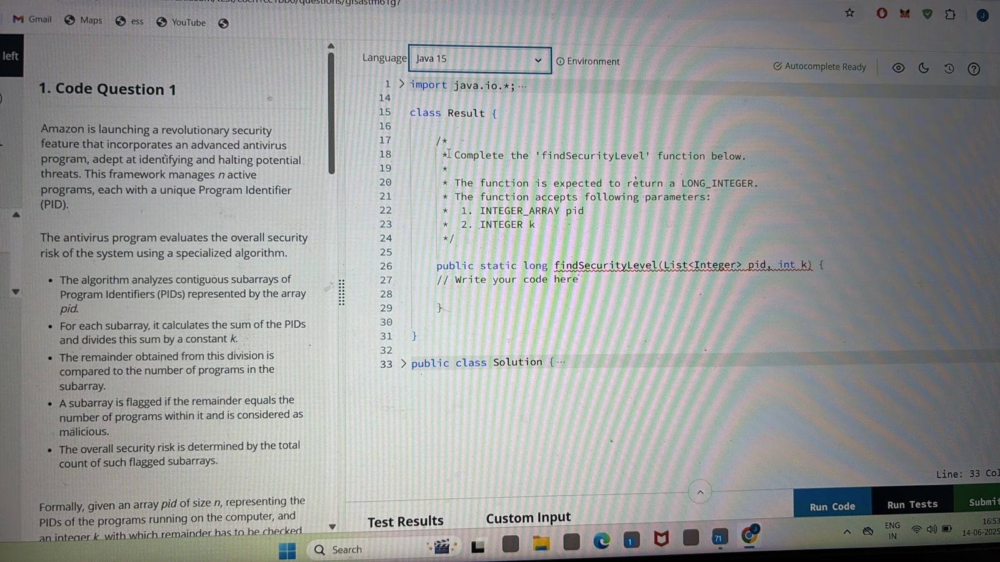 Gmail
Maps
ess
YouTube
left
Language
Java 15
Environment
Autocomplete Ready
1. Code Question 1
Amazon is launching a revolutionary security
feature that incorporates an advanced antivirus
program, adept at identifying and halting potential
threats. This framework manages n active
programs, each with a unique Program Identifier
(PID).
The antivirus program evaluates the overall security
risk of the system using a specialized algorithm.
• The algorithm analyzes contiguous subarrays of
Program Identifiers (PIDs) represented by the array
pid.
• For each subarray, it calculates the sum of the PIDs
and divides this sum by a constant k.
• The remainder obtained from this division is
compared to the number of programs in the
subarray.
• A subarray is flagged if the remainder equals the
number of programs within it and is considered as
malicious.
• The overall security risk is determined by the total
count of such flagged subarrays.
Formally, given an array pid of size n, representing the
PIDs of the programs running on the computer, and
an integer k with which remainder has to be checked
1 > import java.io.*; ...
14
15 class Result {
16
17 /*
18 * Complete the 'findSecurityLevel' function below.
19 *
20 * The function is expected to return a LONG_INTEGER.
21 * The function accepts following parameters:
22 * 1. INTEGER_ARRAY pid
23 * 2. INTEGER k
24 */
25
26 public static long findSecurityLevel(List<Integer> pid, int k) {
27 // Write your code here
28
29 }
30
31 }
32
33 > public class Solution { ...
Line: 33
Test Results
Custom Input
Run Code
Run Tests
Search
1
71
J
ENG
IN
16:53
14-06-2025